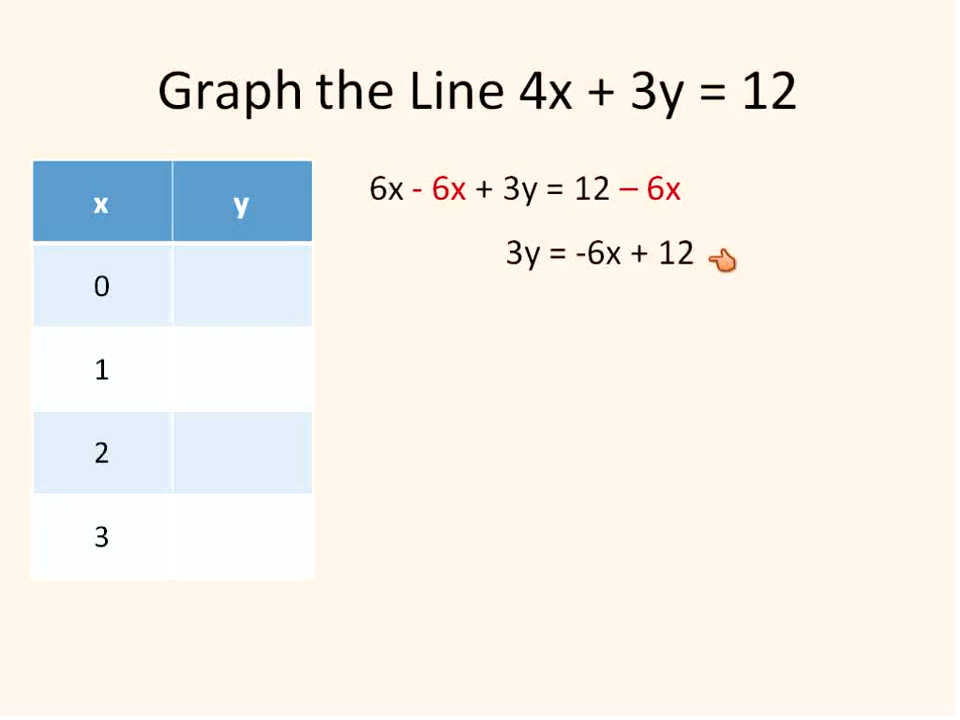 Graph the Line 4x + 3y = 12
x y
0
1
2
3
6x - 6x + 3y = 12 – 6x
3y = -6x + 12